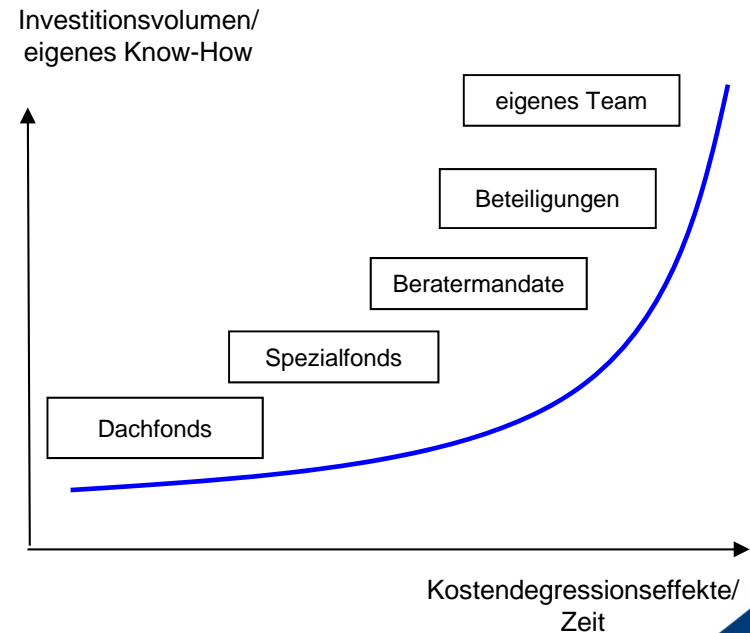 Investitionsvolumen/
eigenes Know-How
eigenes Team
Beteiligungen
Beratermandate
Spezialfonds
Dachfonds
Kostendegressionseffekte/
Zeit